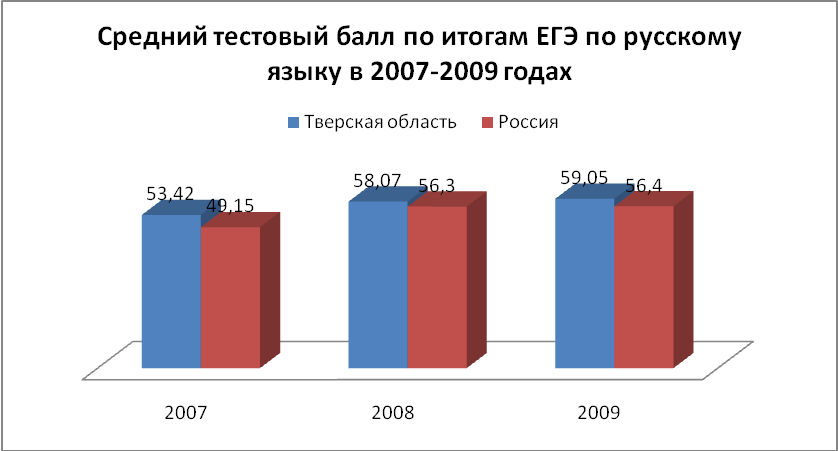 Средний тестовый балл по итогам ЕГЭ по русскому
языку в 2007-2009 годах
Тверская область Россия
53,42 49,15 58,07 56,3 59,05 56,4
2007 2008 2009